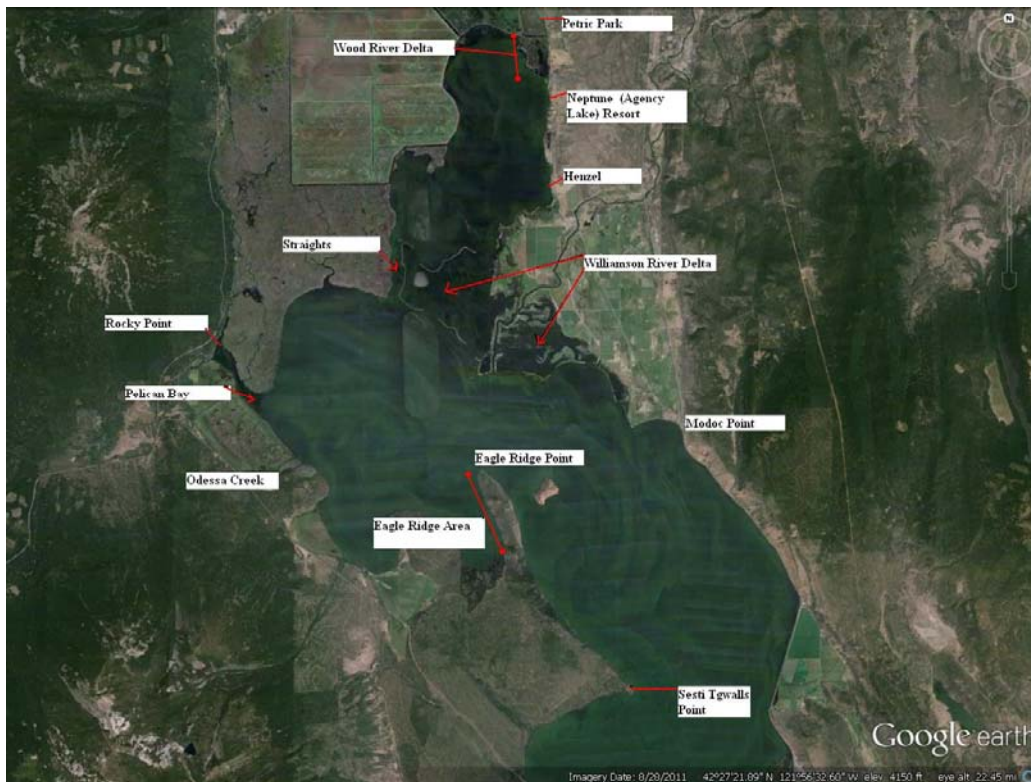 Petric Park
Wood River Delta
Neptune (Agency
Lake) Resort
Henzel
Straights
Williamson River Delta
Rocky Point
Pelican Bay
Modoc Point
Eagle Ridge Point
Odessa Creek
Eagle Ridge Area
Sesti Tgwalls
Point
Google earth
Imagery Date: 8/28/2011 42°27'21.89" N 121°56'32.60" W elev 4150 ft eye alt 22.45 mi
N